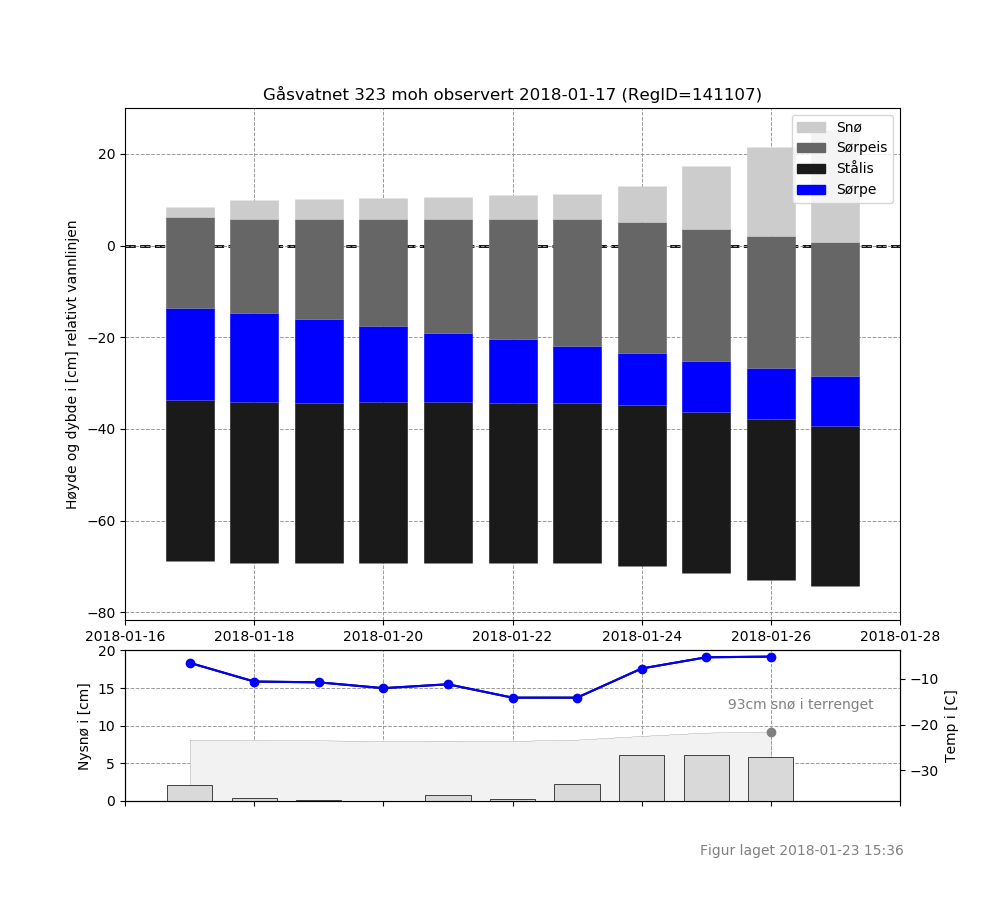 Gåsvatnet 323 moh observert 2018-01-17 (RegID=141107)
Snø
Sørpeis
Stålis
Sørpe
Høyde og dybde i [cm] relativt vannlinjen
20
0
−20
−40
−60
−80
2018-01-16 2018-01-18 2018-01-20 2018-01-22 2018-01-24 2018-01-26 2018-01-28
Nysnø i [cm]
20
15
10
5
0
93cm snø i terrenget
−10
−20
−30
Temp i [C]
Figur laget 2018-01-23 15:36